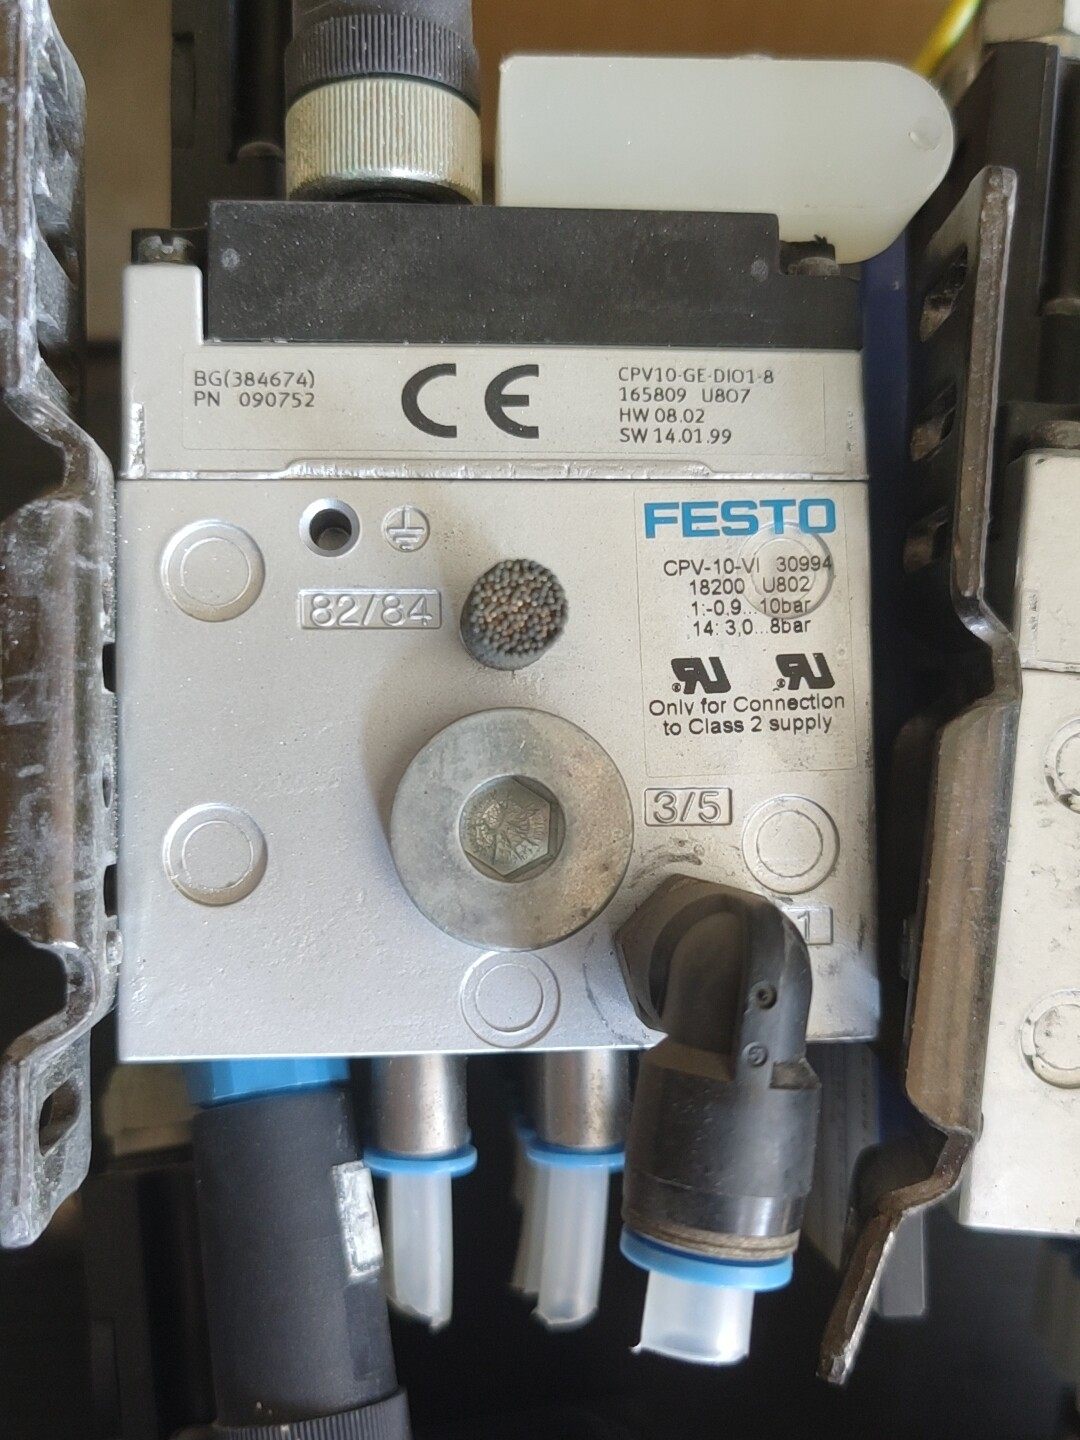 BG(384674)
PN 090752
CE
CPV10-GE-DIO1-8
165809 U807
HW 08.02
SW 14.01.99
FESTO
CPV-10-VI 30994
18200 U802
1:-0,9...10bar
14: 3,0...8bar
82/84
Only for Connection
to Class 2 supply
3/5
1